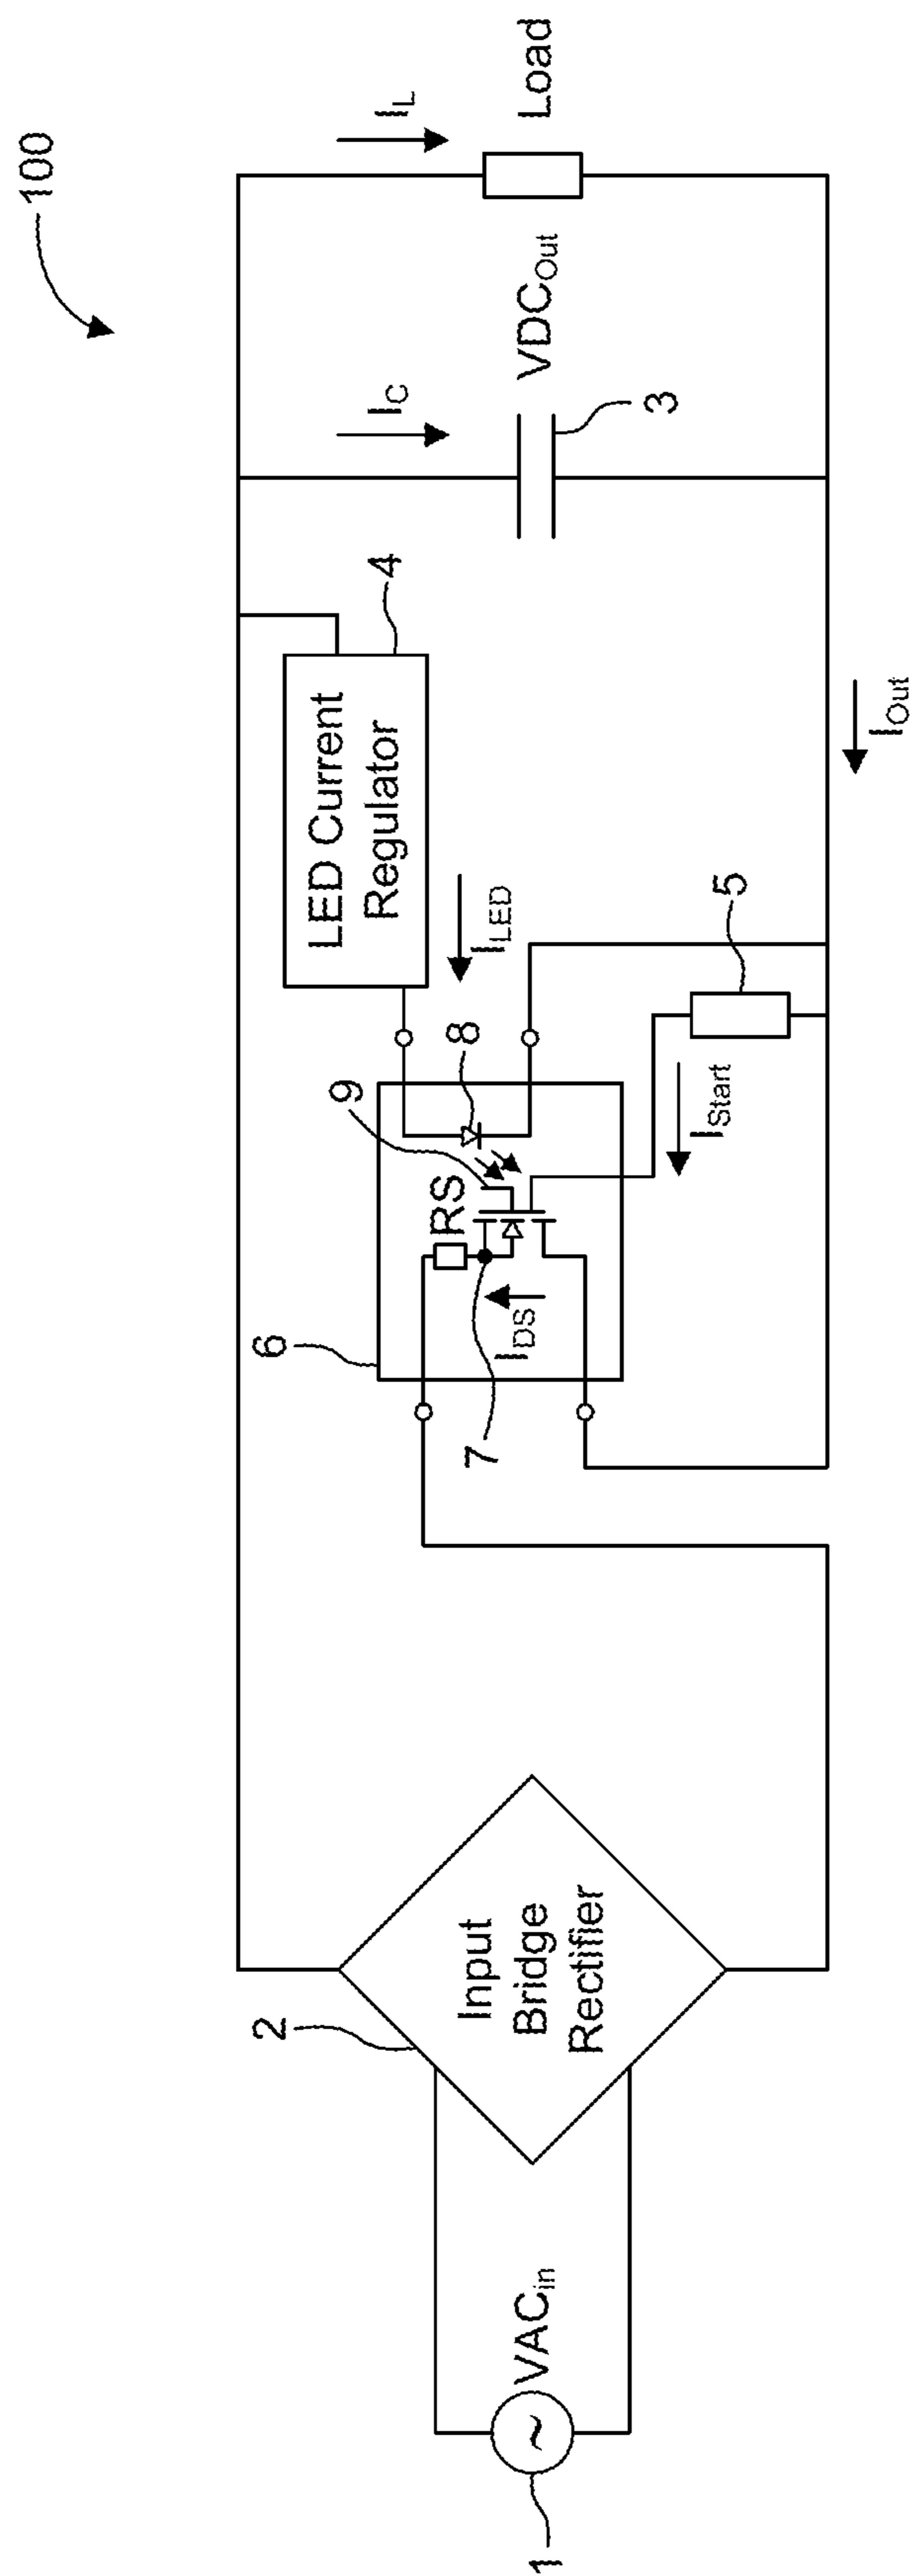 100
I_L
Load
I_C
VDC_Out
3
4
LED Current
Regulator
I_LED
5
I_Out
I_Start
8
9
RS
6
I_DS
7
2
Input
Bridge
Rectifier
VAC_in
~
1